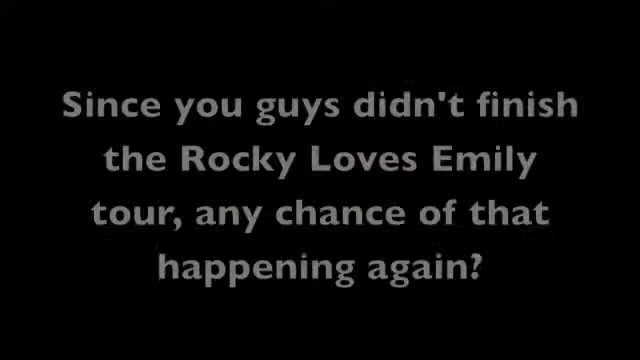 Since you guys didn't finish
the Rocky Loves Emily
tour, any chance of that
happening again?